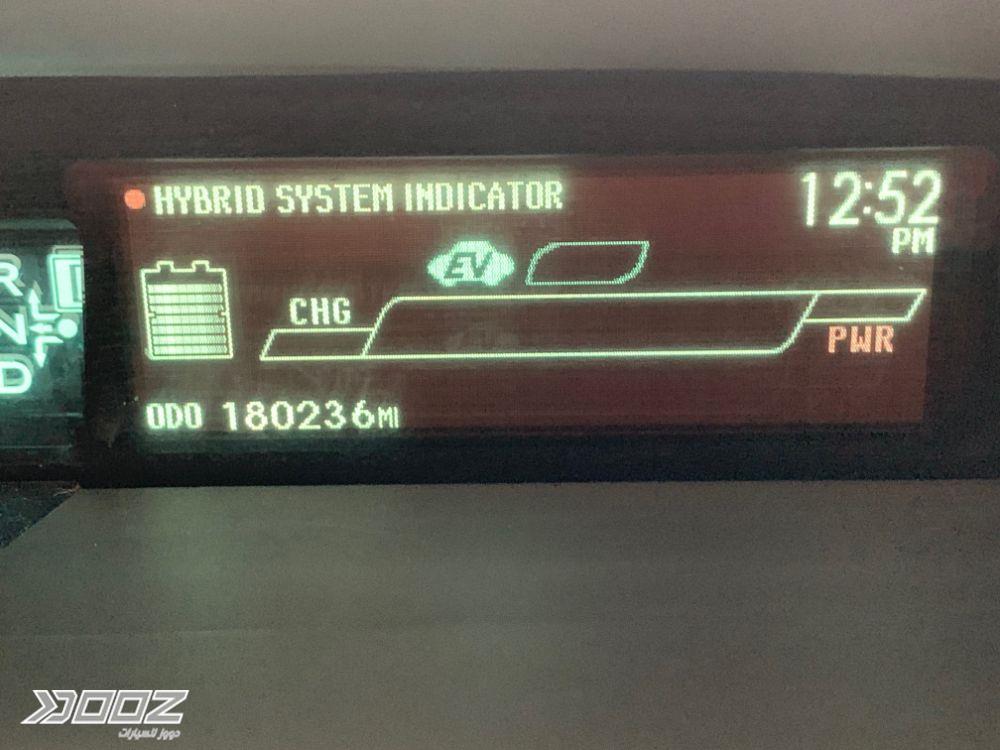 HYBRID SYSTEM INDICATOR
12:52
PM
R
EV
CHG
N
PWR
D
ODO 180236MI
DOOZ
دووز للسيارات